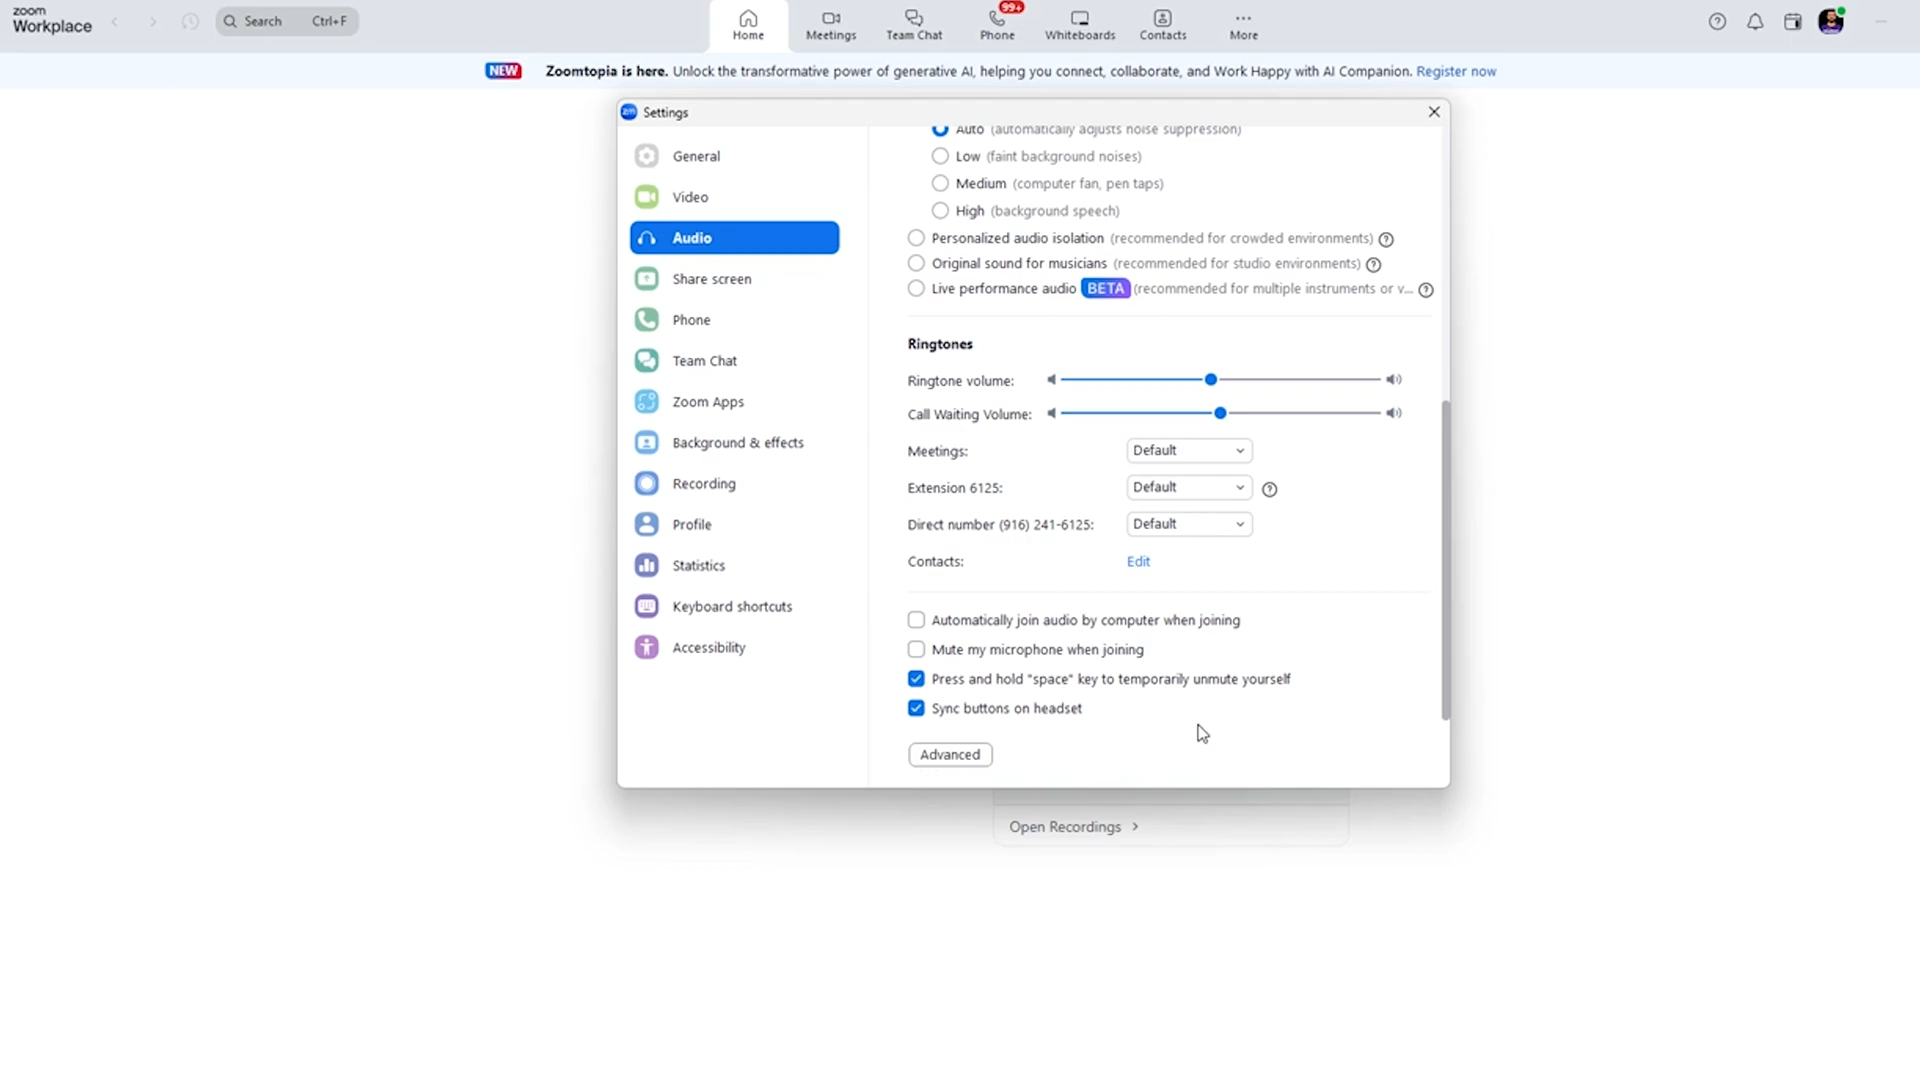 zoom
Workplace
Search Ctrl+F
Home
Meetings
Team Chat
99+
Phone
Whiteboards
Contacts
More
NEW Zoomtopia is here. Unlock the transformative power of generative AI, helping you connect, collaborate, and Work Happy with AI Companion. Register now
zm Settings
General
Video
Audio
Share screen
Phone
Team Chat
Zoom Apps
Background & effects
Recording
Profile
Statistics
Keyboard shortcuts
Accessibility
Auto (automatically adjusts noise suppression)
Low (faint background noises)
Medium (computer fan, pen taps)
High (background speech)
Personalized audio isolation (recommended for crowded environments)
Original sound for musicians (recommended for studio environments)
Live performance audio BETA (recommended for multiple instruments or v...
Ringtones
Ringtone volume:
Call Waiting Volume:
Meetings: Default
Extension 6125: Default
Direct number (916) 241-6125: Default
Contacts: Edit
Automatically join audio by computer when joining
Mute my microphone when joining
Press and hold "space" key to temporarily unmute yourself
Sync buttons on headset
Advanced
Open Recordings